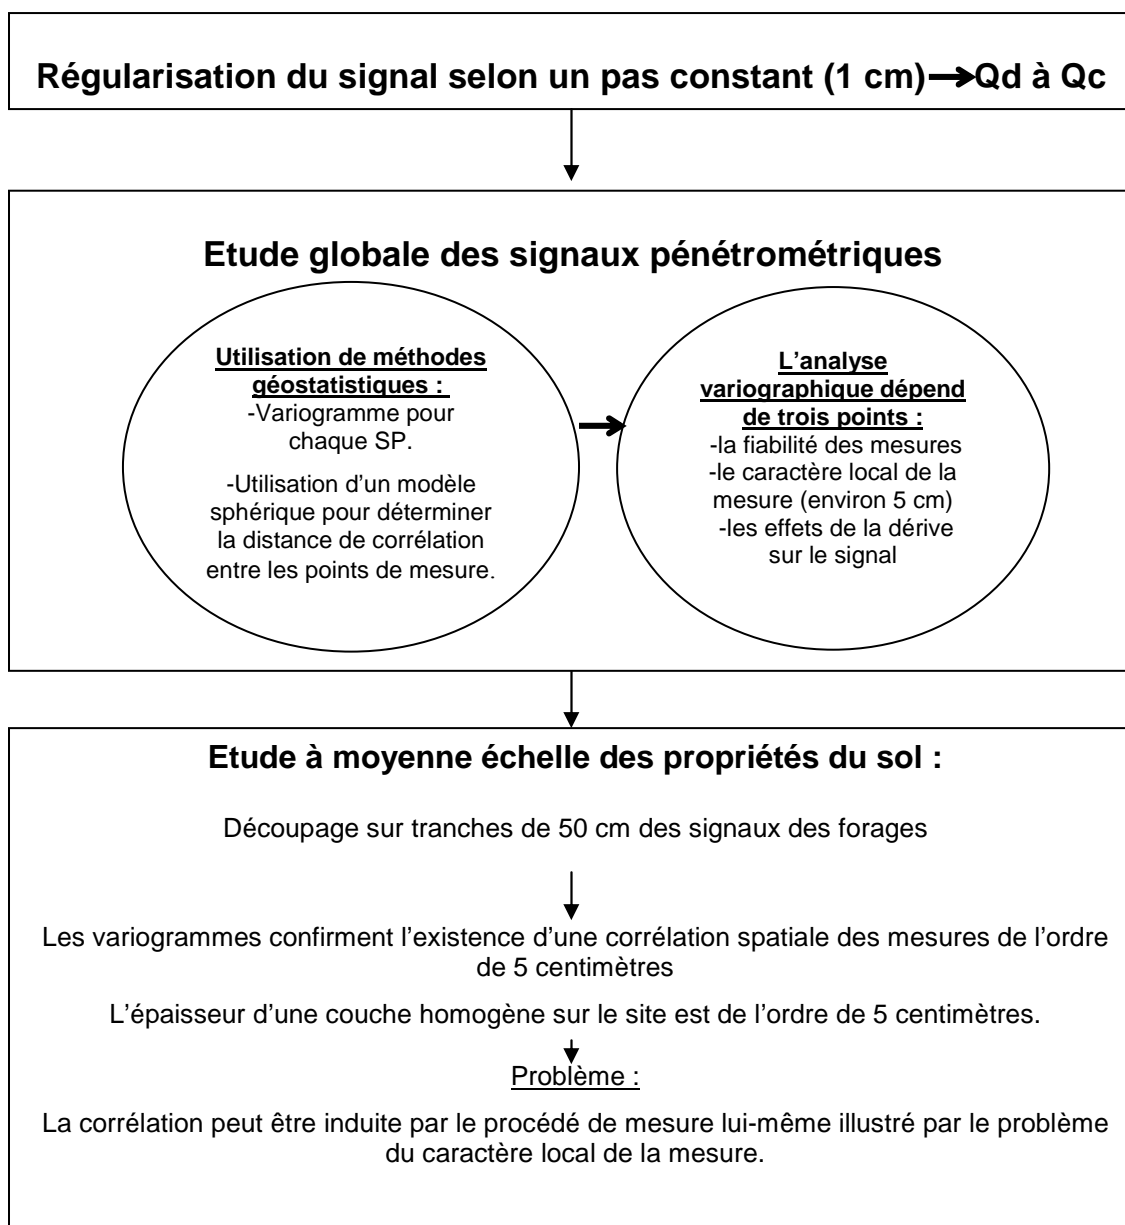 Régularisation du signal selon un pas constant (1 cm)→Qd à Qc
Etude globale des signaux pénétrométriques
Utilisation de méthodes
géostatistiques :
-Variogramme pour
chaque SP.
-Utilisation d'un modèle
sphérique pour déterminer
la distance de corrélation
entre les points de mesure.
L'analyse
variographique dépend
de trois points :
-la fiabilité des mesures
-le caractère local de la
mesure (environ 5 cm)
-les effets de la dérive
sur le signal
Etude à moyenne échelle des propriétés du sol :
Découpage sur tranches de 50 cm des signaux des forages
Les variogrammes confirment l'existence d'une corrélation spatiale des mesures de l'ordre
de 5 centimètres
L'épaisseur d'une couche homogène sur le site est de l'ordre de 5 centimètres.
Problème :
La corrélation peut être induite par le procédé de mesure lui-même illustré par le problème
du caractère local de la mesure.